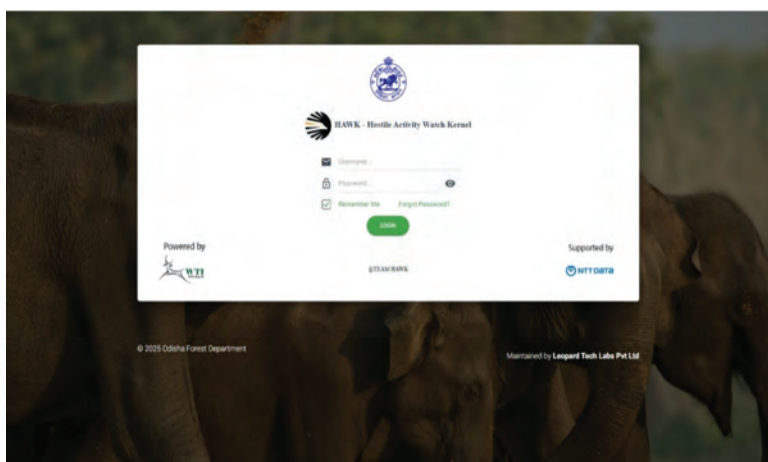 HAWK - Hostile Activity Watch Kernel
Username...
Password...
Remember Me Forgot Password?
LOGIN
Powered by
WTI
Supported by
NTT DATA
@TEAM HAWK
© 2025 Odisha Forest Department
Maintained by Leopard Tech Labs Pvt Ltd